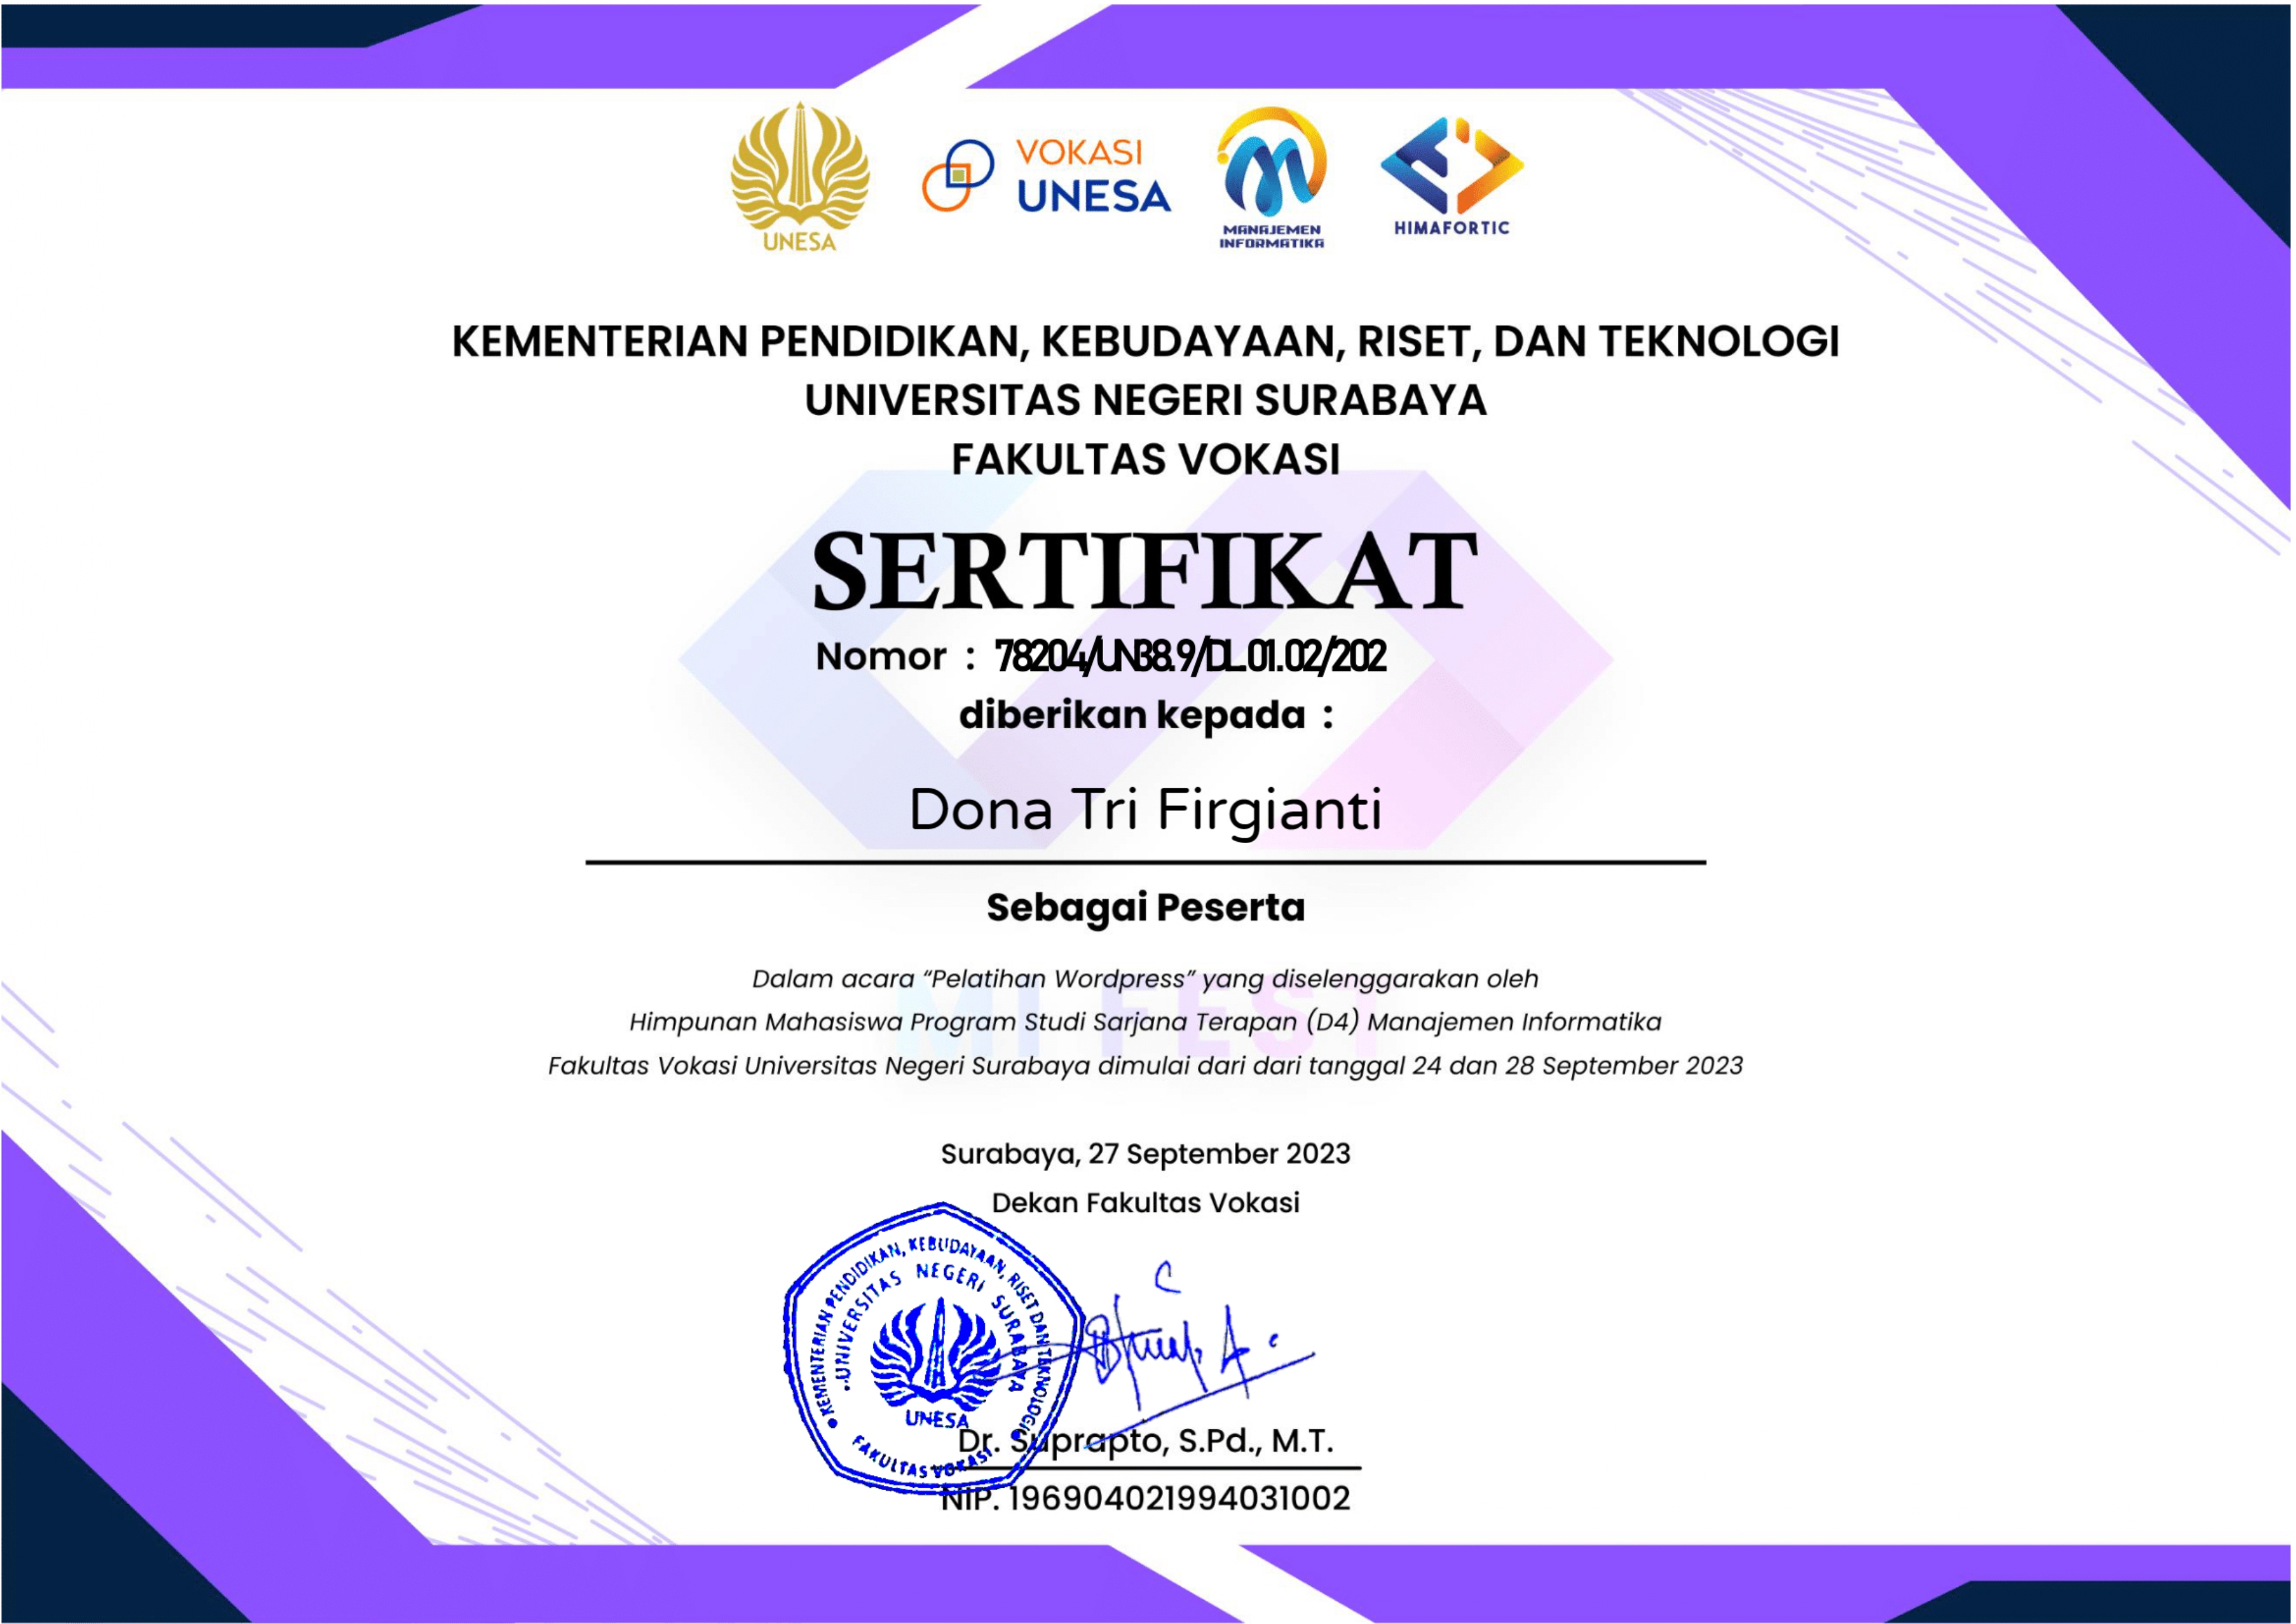 UNESA
VOKASI
UNESA
MANAJEMEN
INFORMATIKA
HIMAFORTIC
KEMENTERIAN PENDIDIKAN, KEBUDAYAAN, RISET, DAN TEKNOLOGI
UNIVERSITAS NEGERI SURABAYA
FAKULTAS VOKASI
SERTIFIKAT
Nomor : 78204/UN38.9/DL.01.02/202
diberikan kepada :
Dona Tri Firgianti
Sebagai Peserta
MI FEST
Dalam acara “Pelatihan Wordpress” yang diselenggarakan oleh
Himpunan Mahasiswa Program Studi Sarjana Terapan (D4) Manajemen Informatika
Fakultas Vokasi Universitas Negeri Surabaya dimulai dari dari tanggal 24 dan 28 September 2023
Surabaya, 27 September 2023
Dekan Fakultas Vokasi
KEMENTERIAN PENDIDIKAN, KEBUDAYAAN, RISET DAN TEKNOLOGI
UNIVERSITAS NEGERI SURABAYA
UNESA
FAKULTAS VOKASI
Dr. Suprapto, S.Pd., M.T.
NIP. 196904021994031002